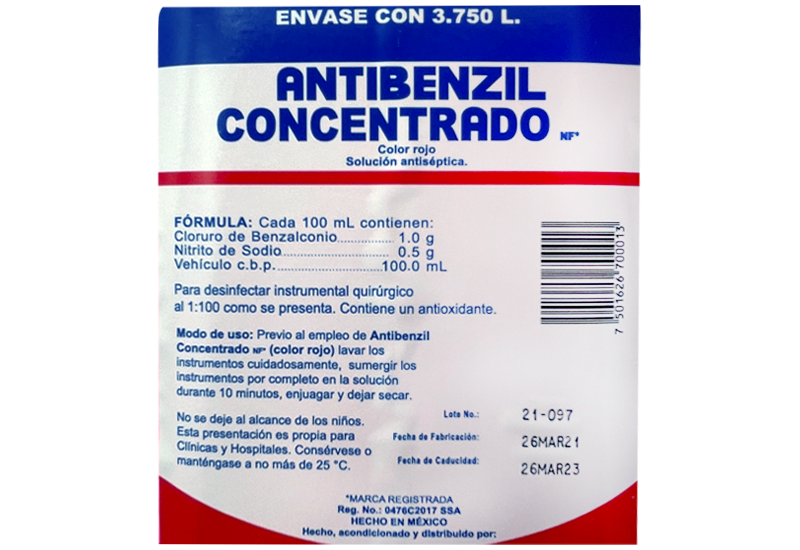 ENVASE CON 3.750 L.
ANTIBENZIL
CONCENTRADO NF*
Color rojo
Solución antiséptica.
FÓRMULA: Cada 100 mL contienen:
Cloruro de Benzalconio.................. 1.0 g
Nitrito de Sodio........................ 0.5 g
Vehículo c.b.p........................100.0 mL
Para desinfectar instrumental quirúrgico
al 1:100 como se presenta. Contiene un antioxidante.
Modo de uso: Previo al empleo de Antibenzil
Concentrado NF* (color rojo) lavar los
instrumentos cuidadosamente, sumergir los
instrumentos por completo en la solución
durante 10 minutos, enjuagar y dejar secar.
No se deje al alcance de los niños.
Esta presentación es propia para
Clínicas y Hospitales. Consérvese o
manténgase a no más de 25 °C.
7 501626 700013
Lote No.: 21-097
Fecha de Fabricación: 26MAR21
Fecha de Caducidad: 26MAR23
*MARCA REGISTRADA
Reg. No.: 0476C2017 SSA
HECHO EN MÉXICO
Hecho, acondicionado y distribuido por: